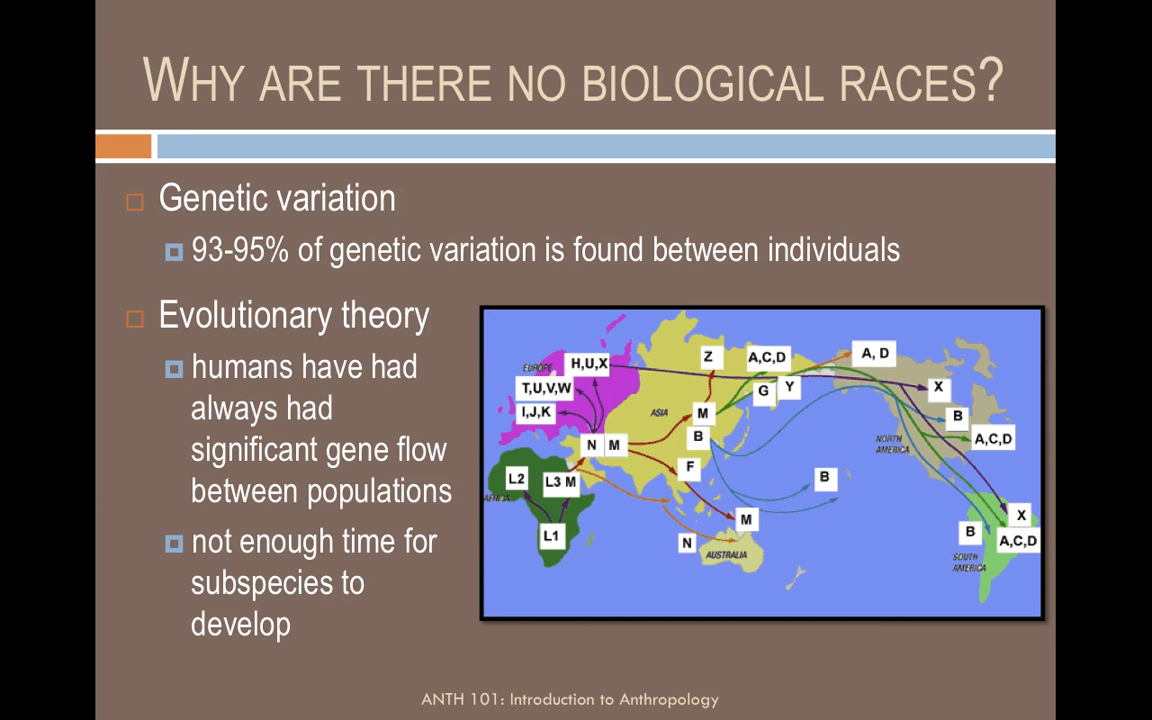 WHY ARE THERE NO BIOLOGICAL RACES?
Genetic variation
93-95% of genetic variation is found between individuals
Evolutionary theory
humans have had
always had
significant gene flow
between populations
not enough time for
subspecies to
develop
EUROPE
H,U,X
T,U,V,W
I,J,K
Z
A,C,D
A, D
G
Y
ASIA
M
B
X
B
A,C,D
NORTH
AMERICA
N
M
F
L2
L3 M
AFRICA
L1
B
M
N
AUSTRALIA
X
B
A,C,D
SOUTH
AMERICA
ANTH 101: Introduction to Anthropology